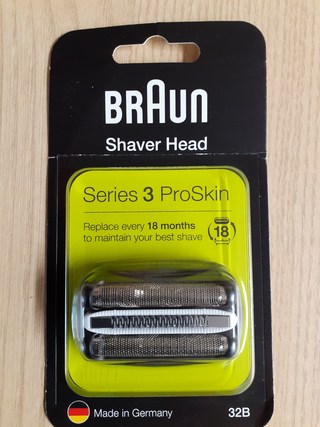 BRAUN
Shaver Head
Series 3 ProSkin
Replace every 18 months
to maintain your best shave
18
Made in Germany
32B